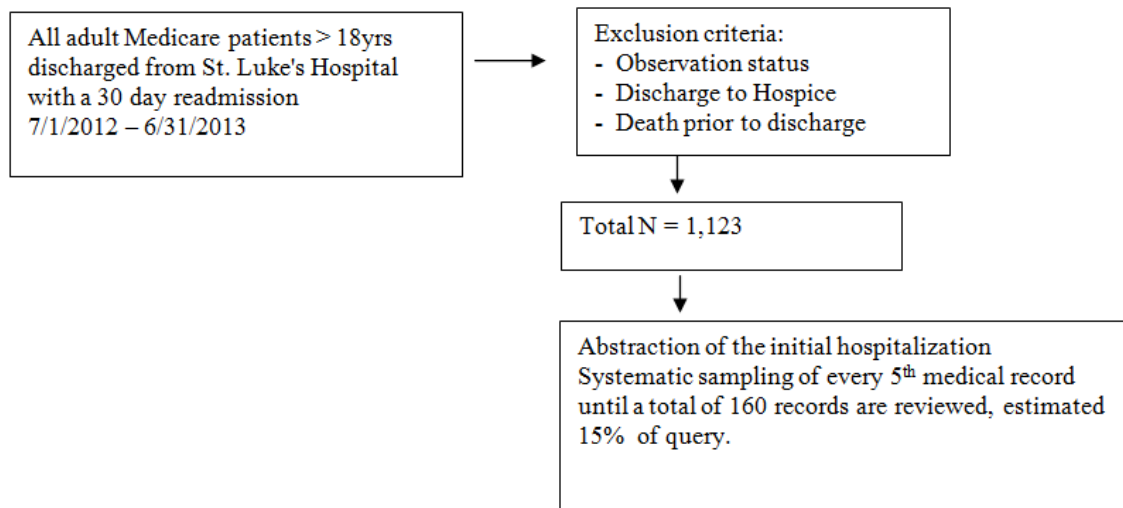 All adult Medicare patients > 18yrs
discharged from St. Luke's Hospital
with a 30 day readmission
7/1/2012 – 6/31/2013
Exclusion criteria:
- Observation status
- Discharge to Hospice
- Death prior to discharge
Total N = 1,123
Abstraction of the initial hospitalization
Systematic sampling of every 5th medical record
until a total of 160 records are reviewed, estimated
15% of query.